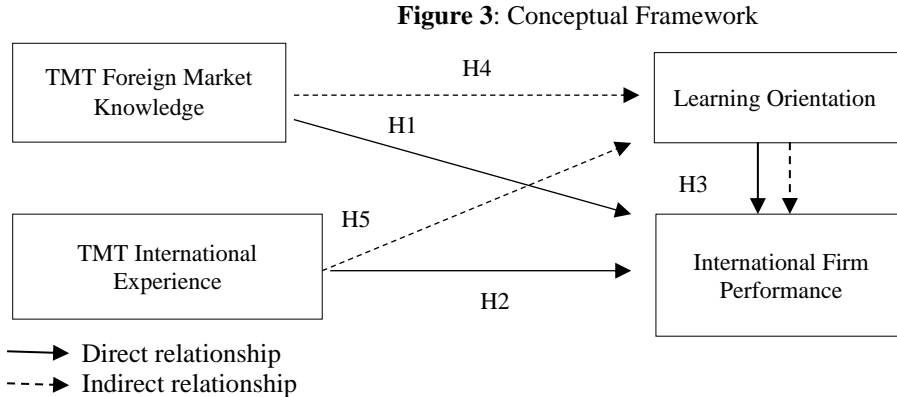 Figure 3: Conceptual Framework
TMT Foreign Market
Knowledge
H4
Learning Orientation
H1
H3
TMT International
Experience
H5
International Firm
Performance
H2
Direct relationship
Indirect relationship